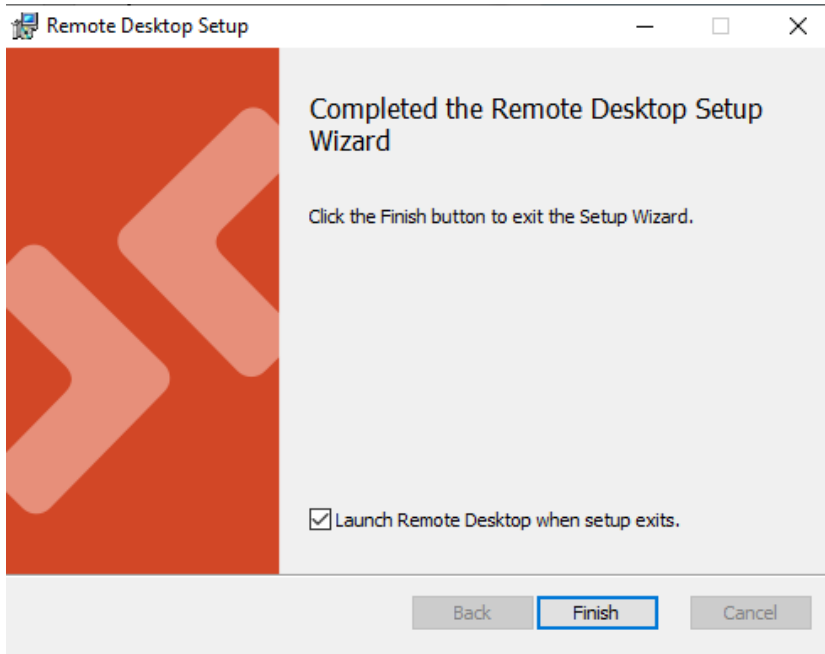 Remote Desktop Setup
Completed the Remote Desktop Setup
Wizard
Click the Finish button to exit the Setup Wizard.
Launch Remote Desktop when setup exits.
Back Finish Cancel